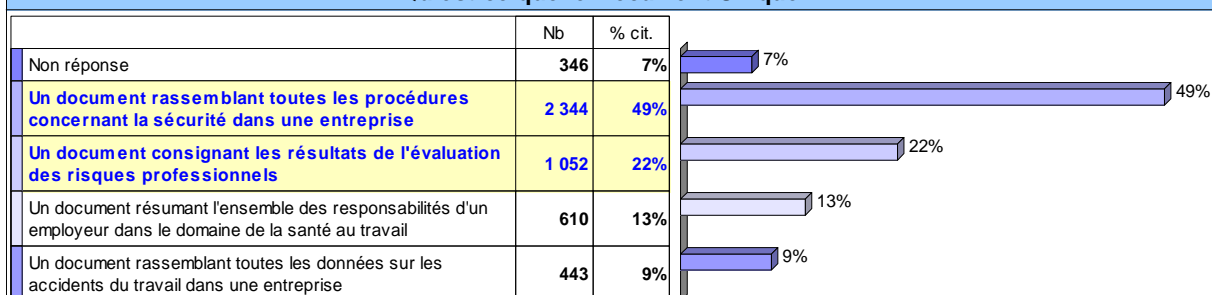 Nb % cit.
Non réponse 346 7% 7%
Un document rassemblant toutes les procédures
concernant la sécurité dans une entreprise 2 344 49% 49%
Un document consignant les résultats de l'évaluation
des risques professionnels 1 052 22% 22%
Un document résumant l'ensemble des responsabilités d'un
employeur dans le domaine de la santé au travail 610 13% 13%
Un document rassemblant toutes les données sur les
accidents du travail dans une entreprise 443 9% 9%